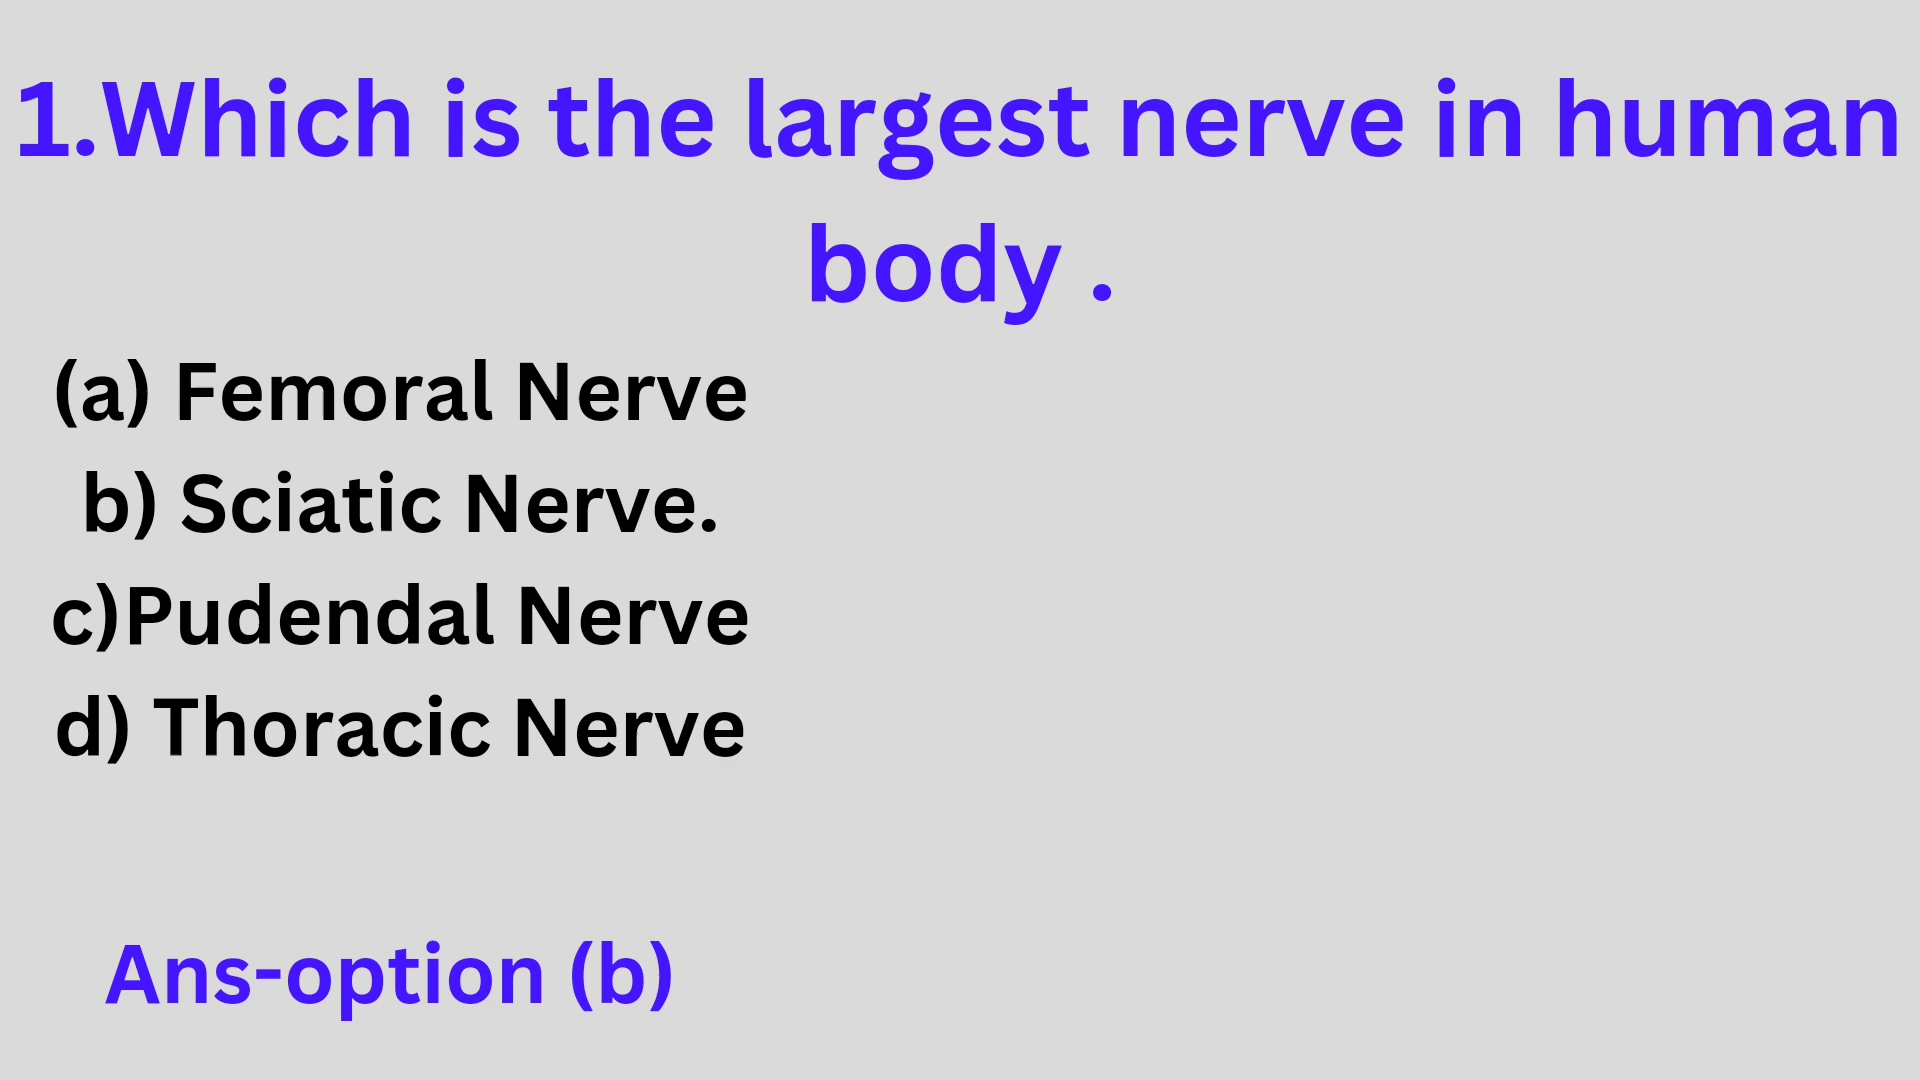 1.Which is the largest nerve in human
body .
(a) Femoral Nerve
b) Sciatic Nerve.
c)Pudendal Nerve
d) Thoracic Nerve
Ans-option (b)